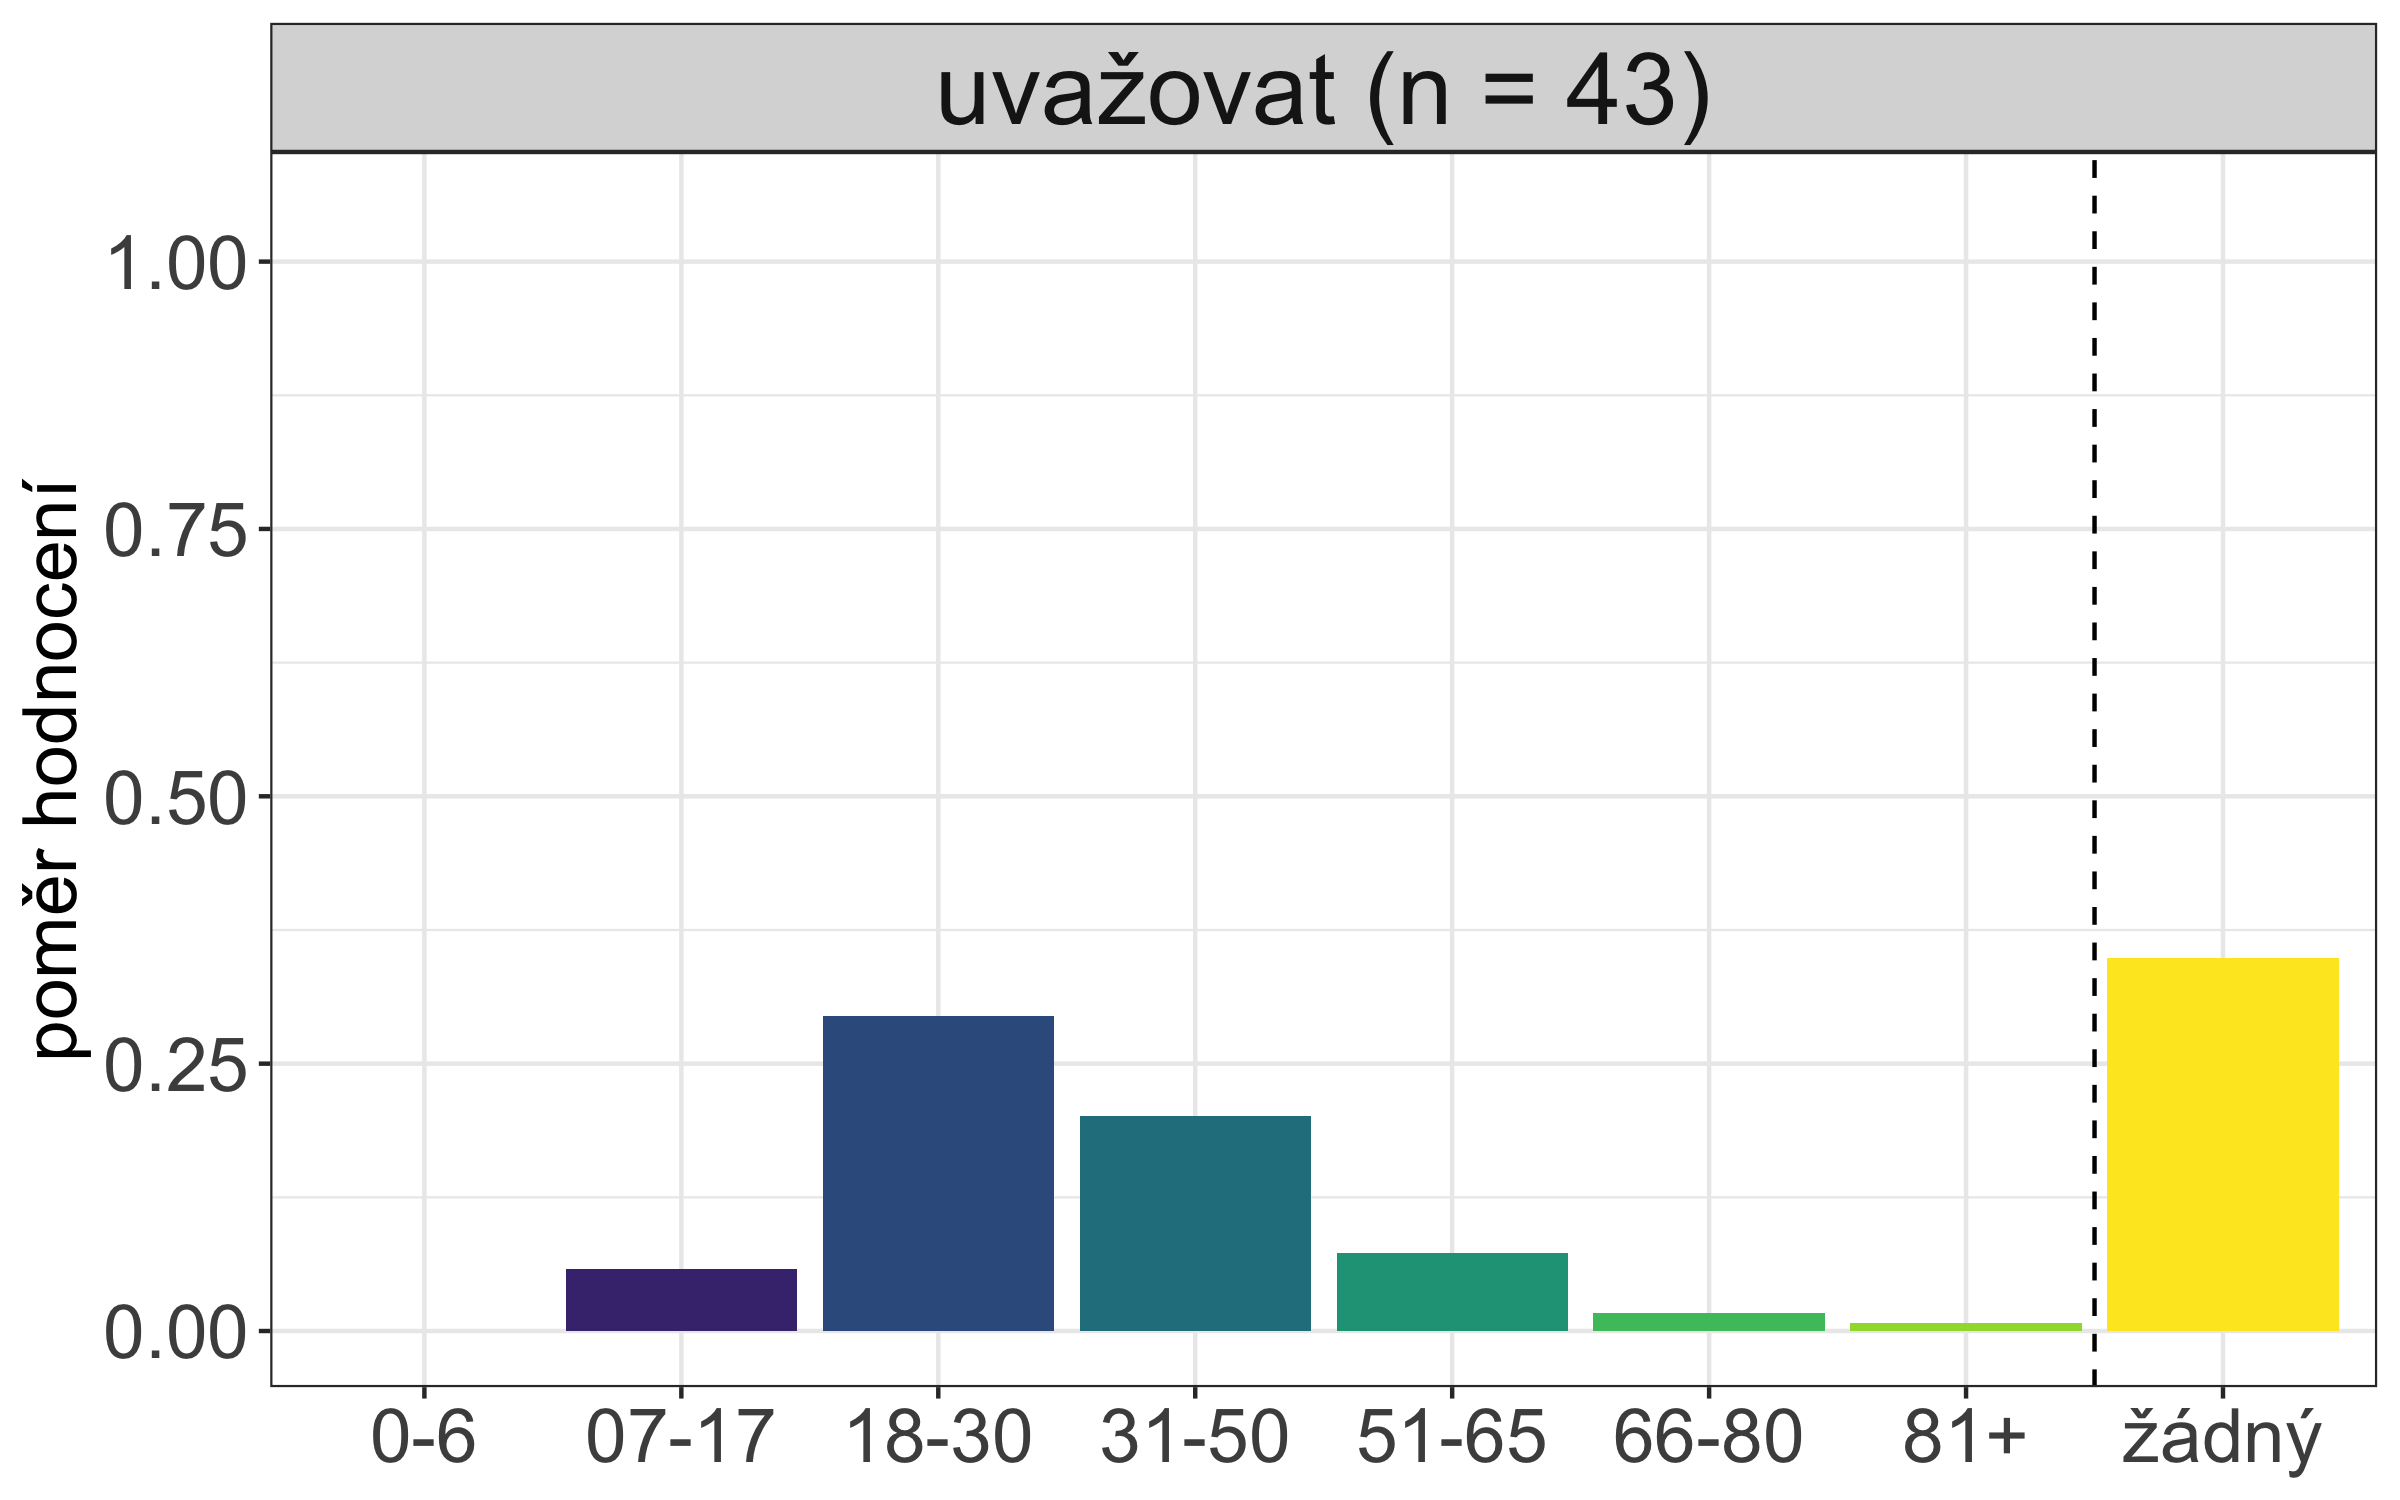 uvažovat (n = 43)
poměr hodnocení
1.00
0.75
0.50
0.25
0.00
0-6 07-17 18-30 31-50 51-65 66-80 81+ žádný